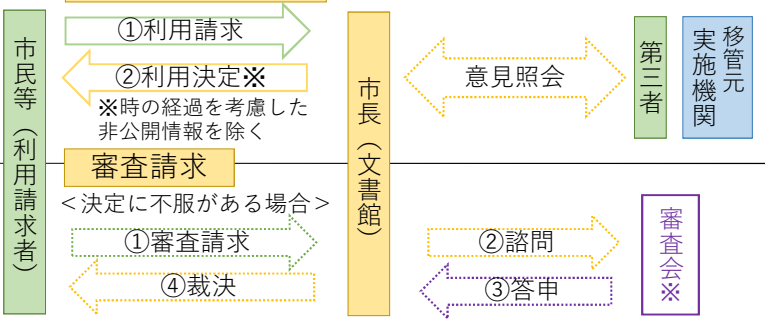 市民等（利用請求者）
①利用請求
②利用決定※
※時の経過を考慮した
非公開情報を除く
市長（文書館）
意見照会
第三者
移管元
実施機関
審査請求
＜決定に不服がある場合＞
①審査請求
④裁決
②諮問
③答申
審査会※